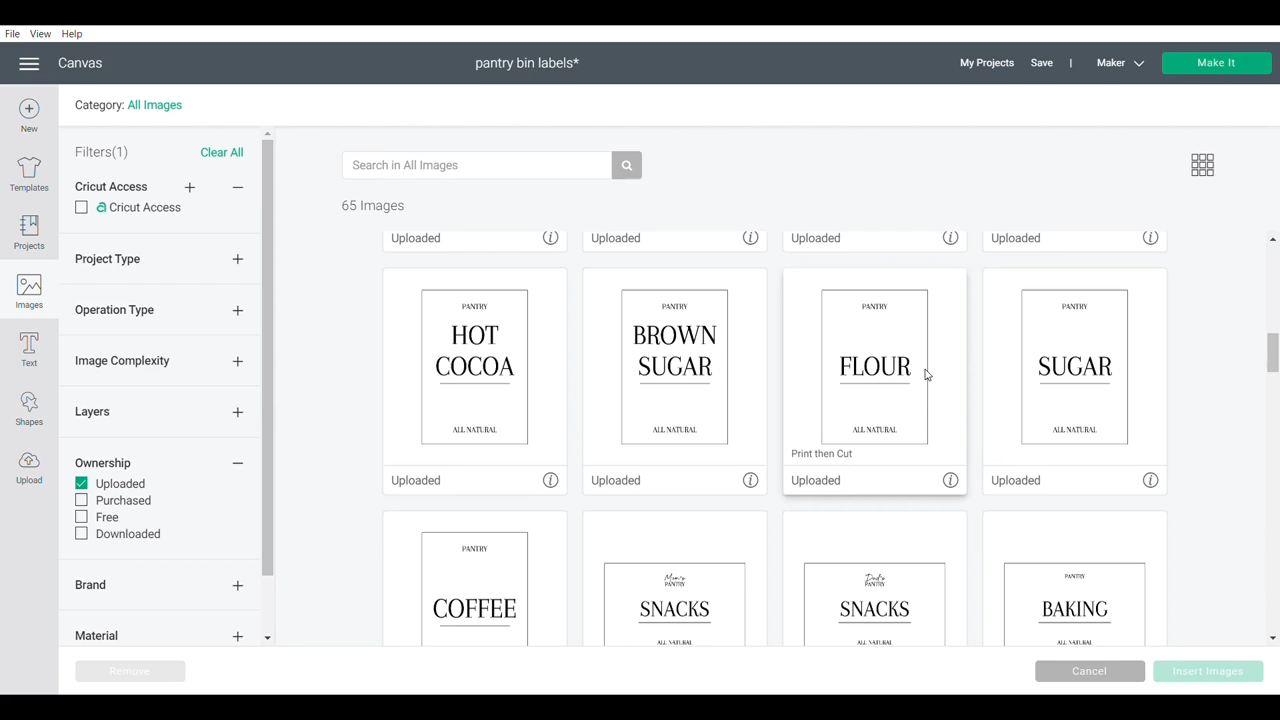 File View Help
Canvas
pantry bin labels*
My Projects Save | Maker Make It
New
Templates
Projects
Images
Text
Shapes
Upload
Category: All Images
Filters(1) Clear All
Cricut Access
a Cricut Access
Project Type
Operation Type
Image Complexity
Layers
Ownership
Uploaded
Purchased
Free
Downloaded
Brand
Material
Remove
Search in All Images
65 Images
Uploaded Uploaded Uploaded Uploaded
PANTRY
HOT
COCOA
ALL NATURAL
Uploaded
PANTRY
BROWN
SUGAR
ALL NATURAL
Uploaded
PANTRY
FLOUR
ALL NATURAL
Print then Cut
Uploaded
PANTRY
SUGAR
ALL NATURAL
Uploaded
PANTRY
COFFEE
Mom's
PANTRY
SNACKS
ALL NATURAL
Dad's
PANTRY
SNACKS
ALL NATURAL
PANTRY
BAKING
ALL NATURAL
Cancel Insert Images